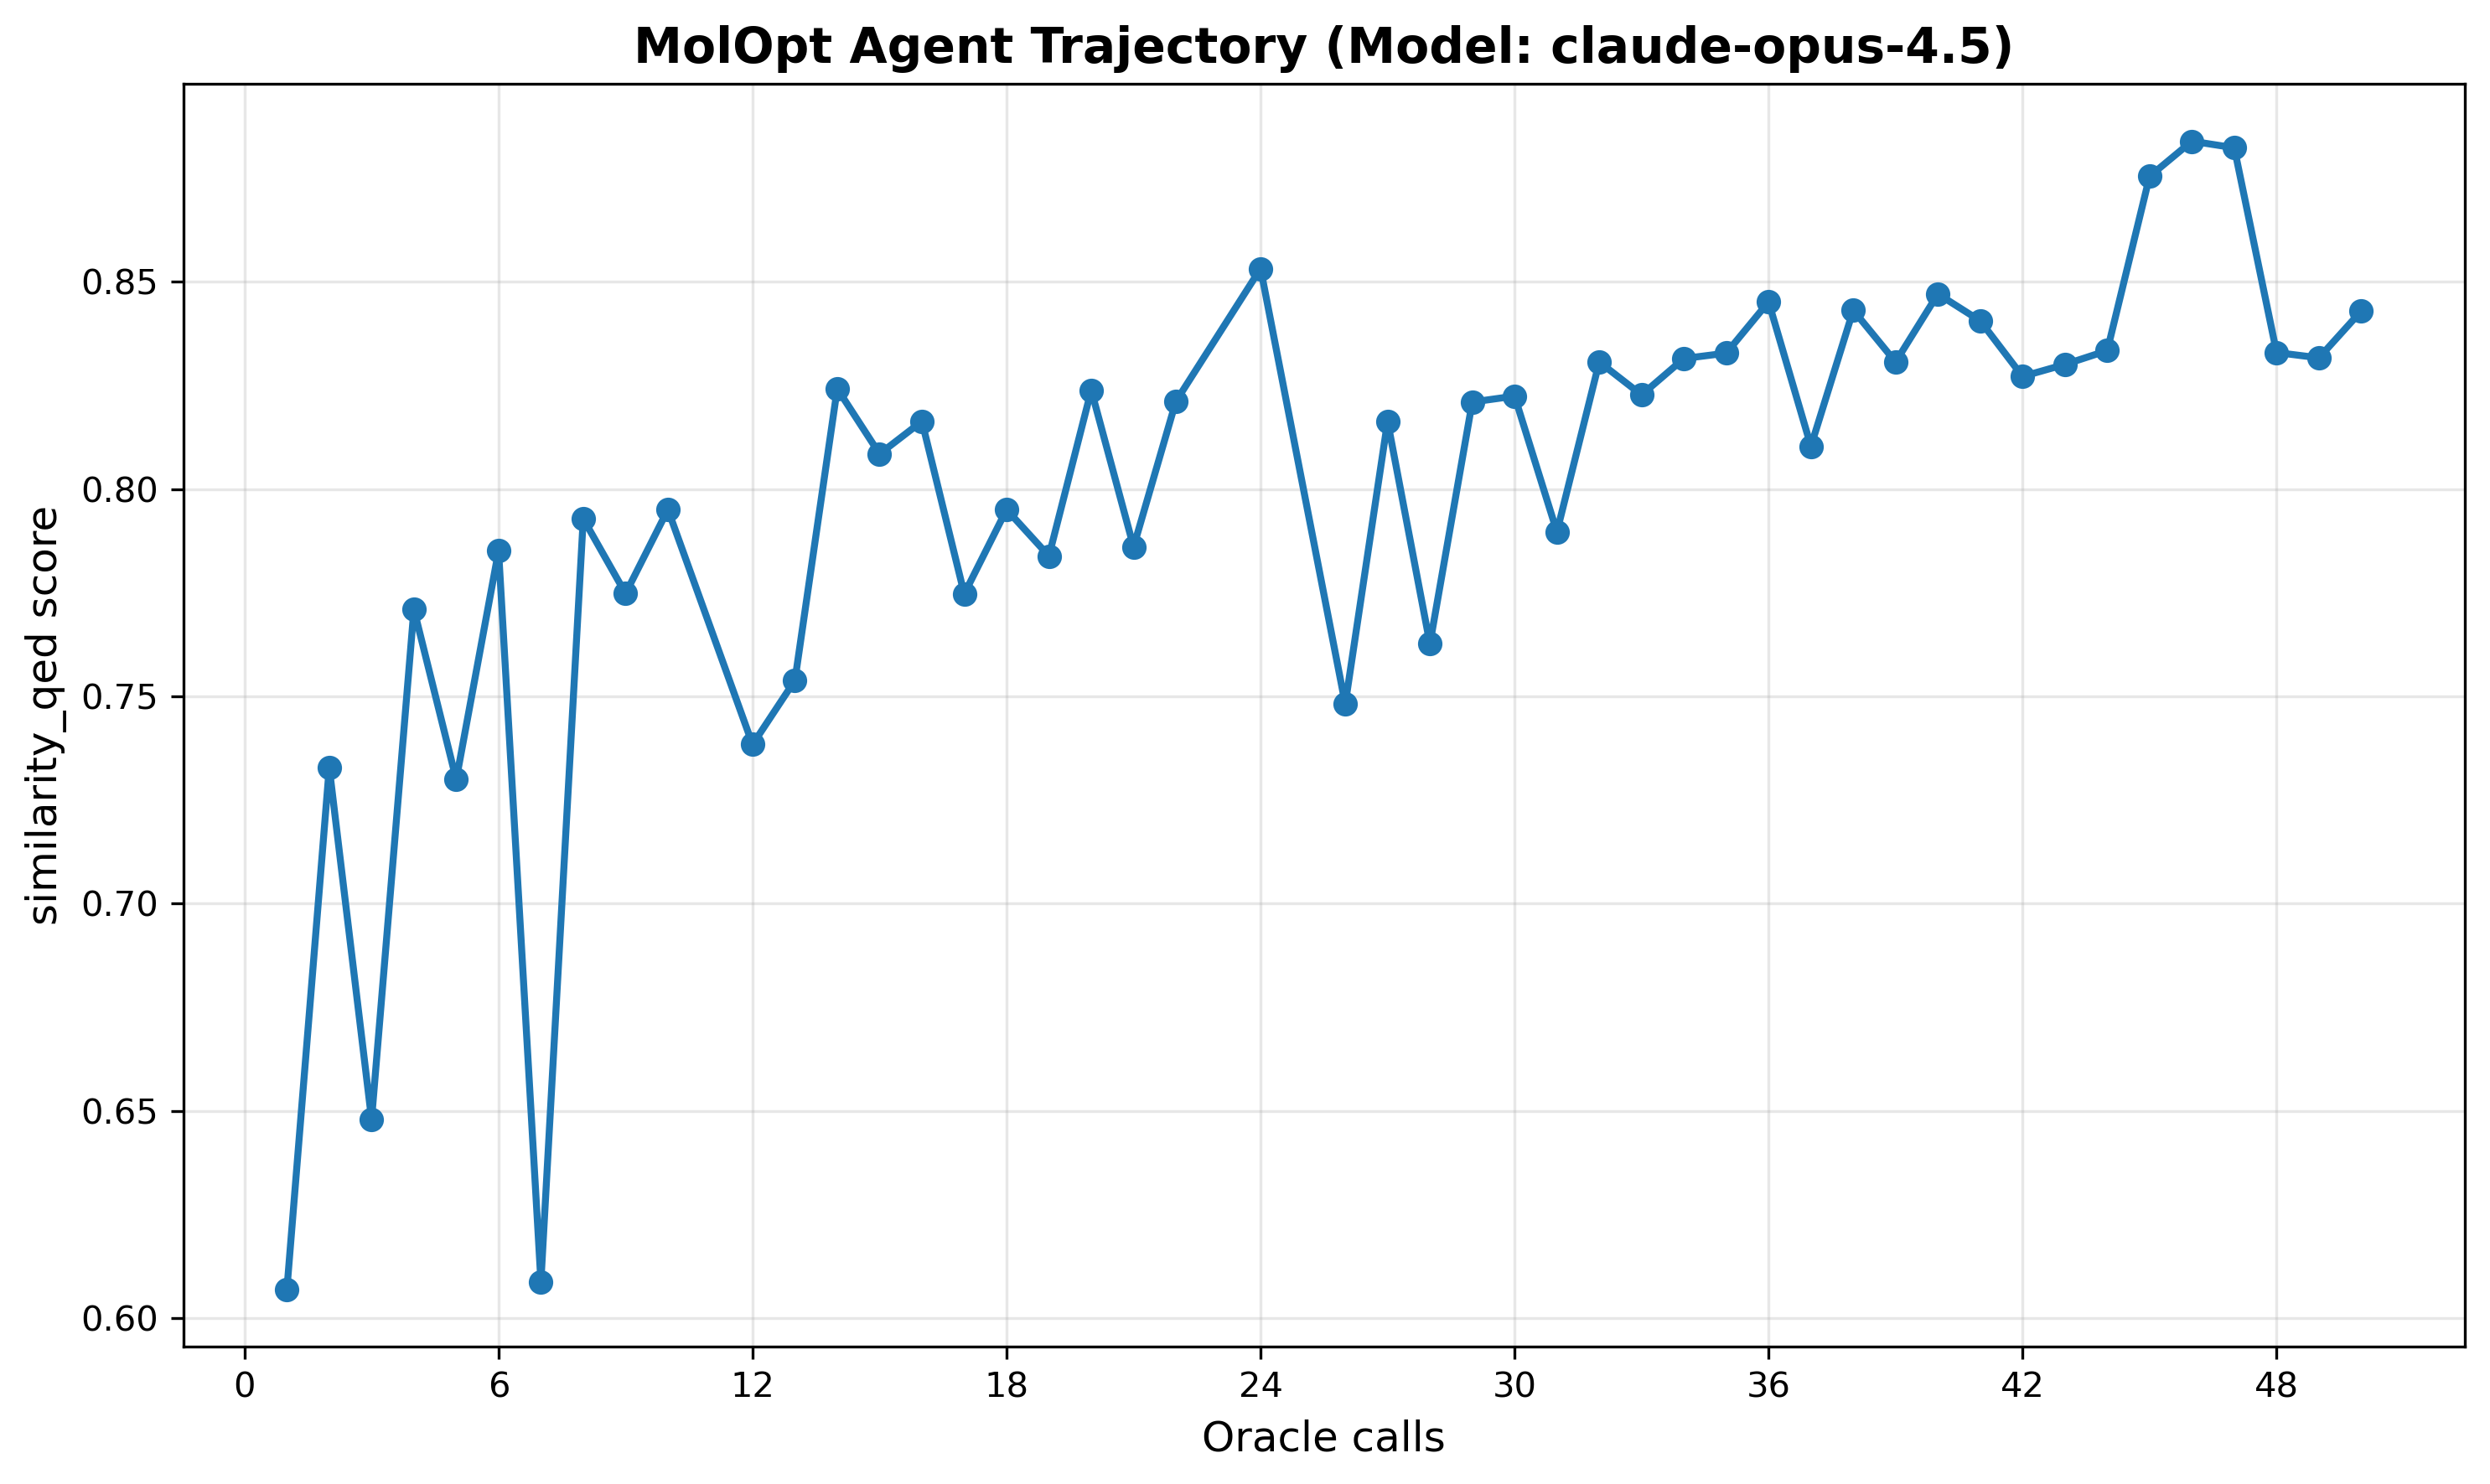 MolOpt Agent Trajectory (Model: claude-opus-4.5)
similarity_qed score
0.85
0.80
0.75
0.70
0.65
0.60
0 6 12 18 24 30 36 42 48
Oracle calls